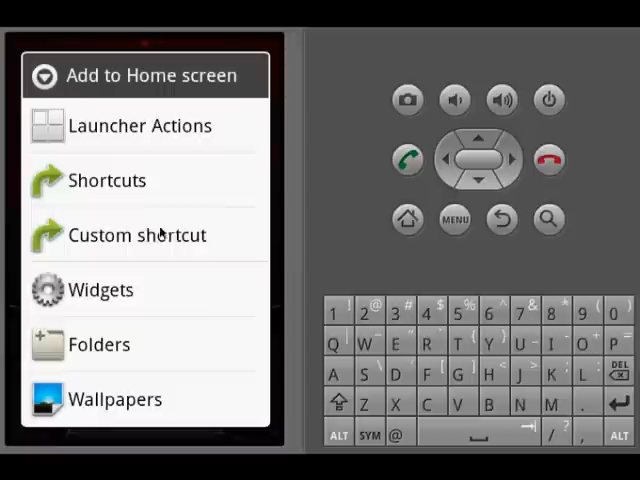 Add to Home screen
Launcher Actions
Shortcuts
Custom shortcut
Widgets
Folders
Wallpapers
MENU
1 ! 2 @ 3 # 4 $ 5 % 6 ^ 7 & 8 * 9 ( 0 )
Q | W ~ E " R ` T { Y } U _ I - O + P =
A S \ D ' F [ G ] H < J > K ; L : DEL
Z X C V B N M .
ALT SYM @ / ? , ALT